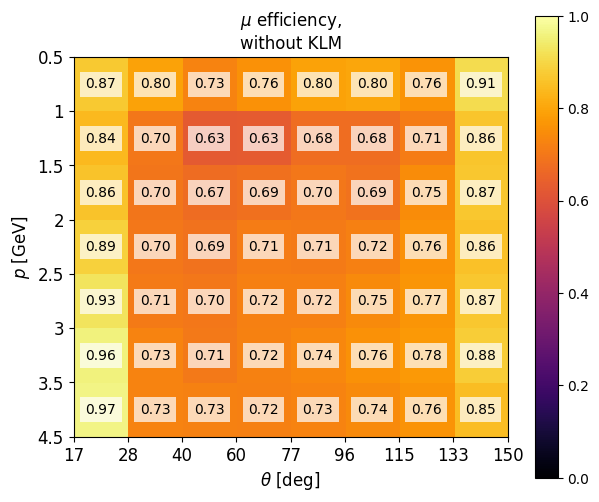 μ efficiency,
without KLM
0.5
0.87 0.80 0.73 0.76 0.80 0.80 0.76 0.91
1
0.84 0.70 0.63 0.63 0.68 0.68 0.71 0.86
1.5
0.86 0.70 0.67 0.69 0.70 0.69 0.75 0.87
2
0.89 0.70 0.69 0.71 0.71 0.72 0.76 0.86
2.5
0.93 0.71 0.70 0.72 0.72 0.75 0.77 0.87
3
0.96 0.73 0.71 0.72 0.74 0.76 0.78 0.88
3.5
0.97 0.73 0.73 0.72 0.73 0.74 0.76 0.85
4.5
p [GeV]
17 28 40 60 77 96 115 133 150
θ [deg]
1.0
0.8
0.6
0.4
0.2
0.0